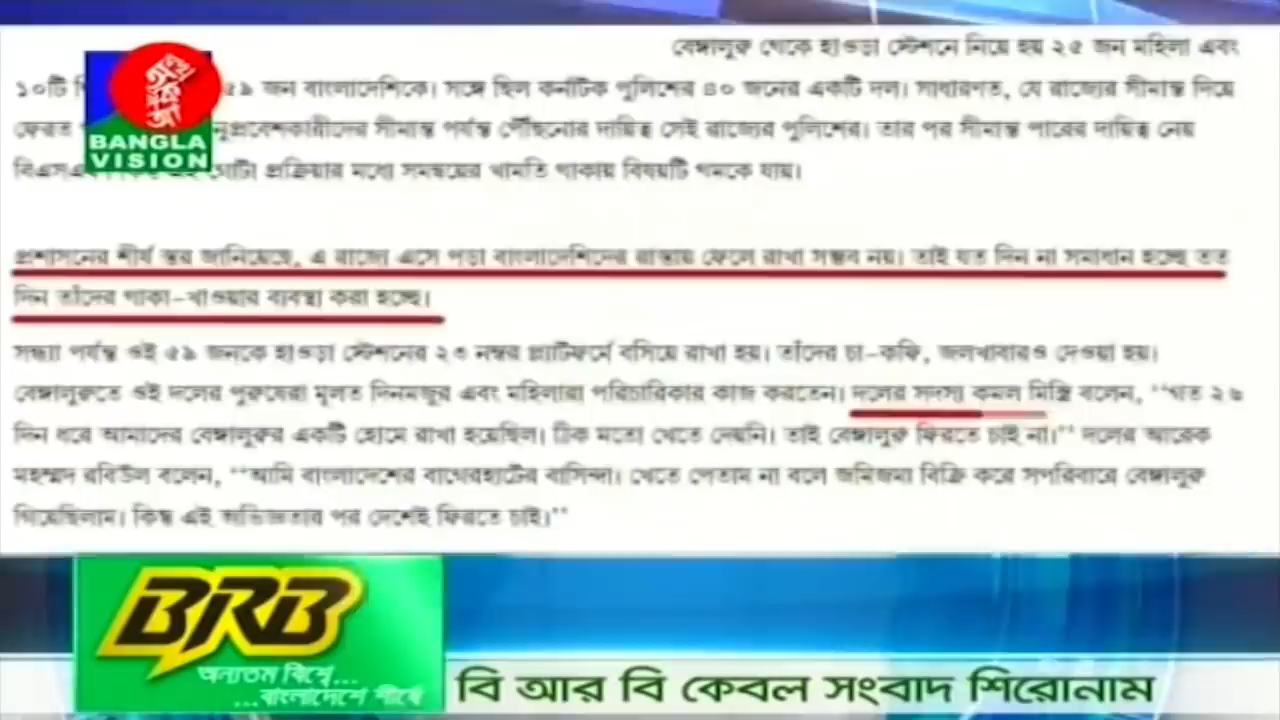 বেঙ্গালুরু থেকে হাওড়া স্টেশনে নিয়ে হয় ২৫ জন মহিলা এবং
১০টি ৫৯ জন বাংলাদেশিকে। সঙ্গে ছিল কর্নাটক পুলিশের ৪০ জনের একটি দল। সাধারণত, যে রাজ্যের সীমান্ত দিয়ে
ফেরত নুপ্রবেশকারীদের সীমান্ত পর্যন্ত পৌঁছনোর দায়িত্ব সেই রাজ্যের পুলিশের। তার পর সীমান্ত পারের দায়িত্ব নেয়
প্রক্রিয়ার মধ্যে সমন্বয়ের খামতি থাকায় বিষয়টি থমকে যায়।
প্রশাসনের শীর্ষ স্তর জানিয়েছে, এ রাজ্যে এসে পড়া বাংলাদেশিদের রাস্তায় ফেলে রাখা সম্ভব নয়। তাই যত দিন না সমাধান হচ্ছে তত
দিন তাঁদের থাকা-খাওয়ার ব্যবস্থা করা হচ্ছে।
সন্ধ্যা পর্যন্ত ওই ৫৯ জনকে হাওড়া স্টেশনের ২৩ নম্বর প্ল্যাটফর্মে বসিয়ে রাখা হয়। তাঁদের চা-কফি, জলখাবারও দেওয়া হয়।
বেঙ্গালুরুতে ওই দলের পুরুষেরা মূলত দিনমজুর এবং মহিলারা পরিচারিকার কাজ করতেন। দলের সদস্য কমল মিস্ত্রি বলেন, ‘‘গত ২৬
দিন ধরে আমাদের বেঙ্গালুরুর একটি হোমে রাখা হয়েছিল। ঠিক মতো খেতে দেয়নি। তাই বেঙ্গালুরু ফিরতে চাই না।’’ দলের আরেক
মহম্মদ রবিউল বলেন, ‘‘আমি বাংলাদেশের বাগেরহাটের বাসিন্দা। খেতে পেতাম না বলে জমিজমা বিক্রি করে সপরিবারে বেঙ্গালুরু
গিয়েছিলাম। কিন্তু এই অভিজ্ঞতার পর দেশেই ফিরতে চাই।’’
BANGLA
VISION
BRB
অন্যতম বিশ্বে...
...বাংলাদেশে শীর্ষে
বি আর বি কেবল সংবাদ শিরোনাম